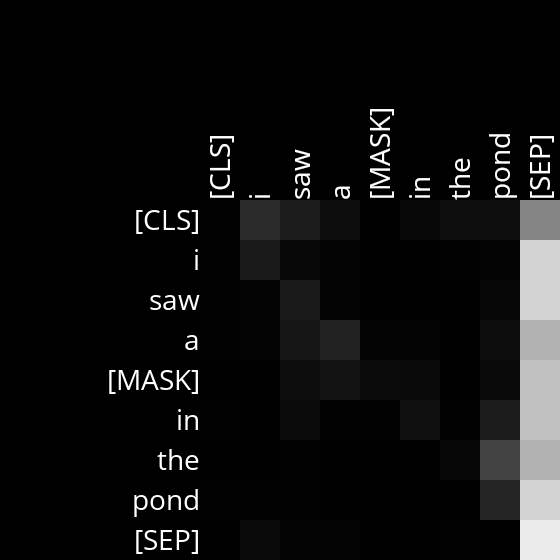 [CLS] i saw a [MASK] in the pond [SEP]
[CLS]
i
saw
a
[MASK]
in
the
pond
[SEP]